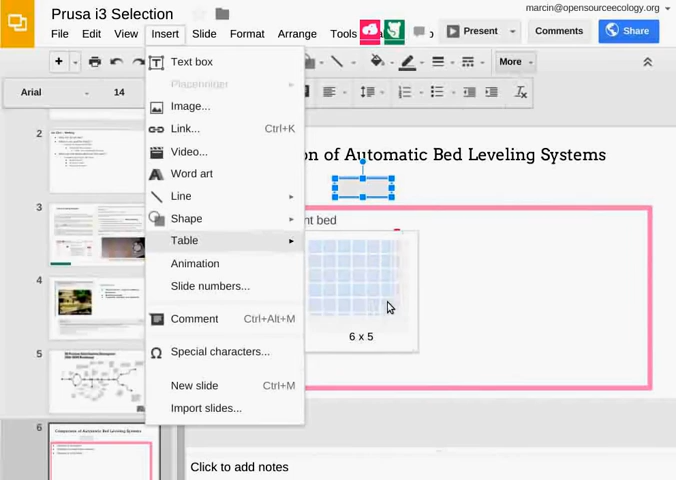 Prusa i3 Selection
marcin@opensourceecology.org
File Edit View Insert Slide Format Arrange Tools
Present
Comments
Share
More
Arial
14
Text box
Placeholder
Image...
Link... Ctrl+K
Video...
Word art
Line
Shape
Table
Animation
Slide numbers...
Comment Ctrl+Alt+M
Special characters...
New slide Ctrl+M
Import slides...
on of Automatic Bed Leveling Systems
nt bed
6 x 5
2
3
4
5
6
Comparison of Automatic Bed Leveling Systems
Click to add notes